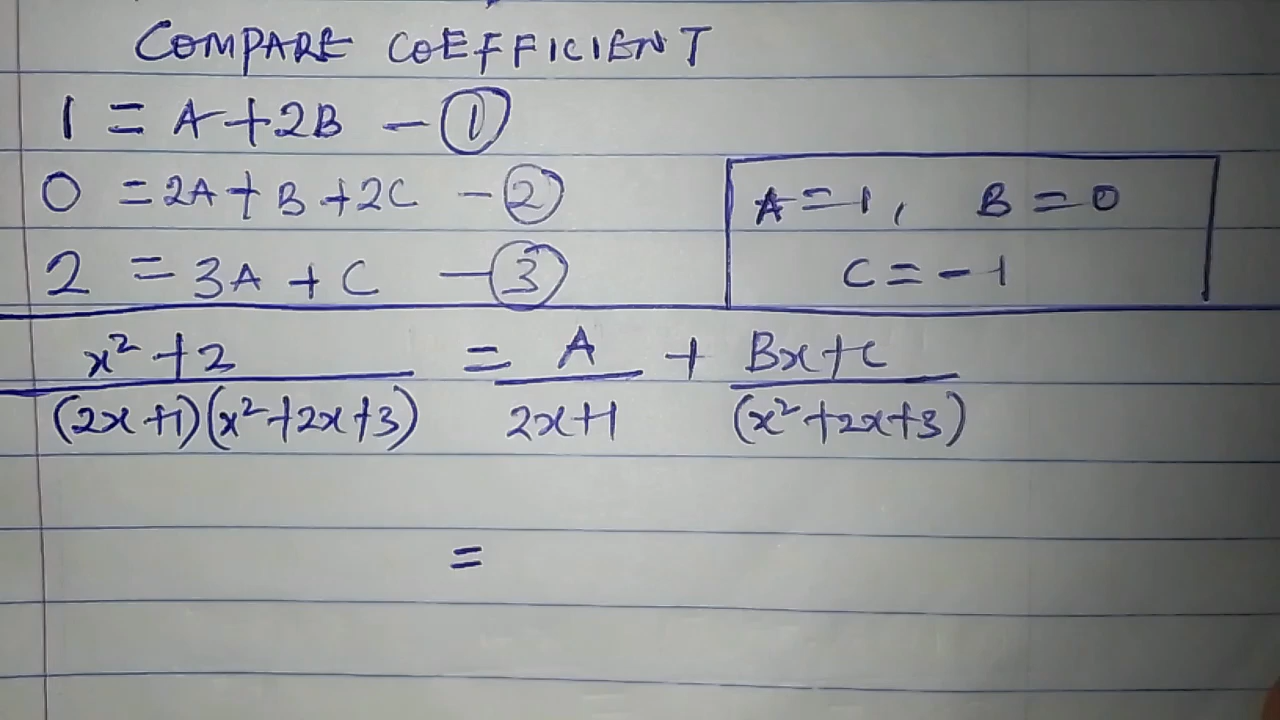 COMPARE COEFFICIENT
1 = A+2B - ①
0 = 2A + B + 2C - ②
2 = 3A + C - ③
A = 1, B = 0
C = -1
x² + 2 / (2x+1)(x²+2x+3) = A / 2x+1 + Bx+C / (x²+2x+3)
=